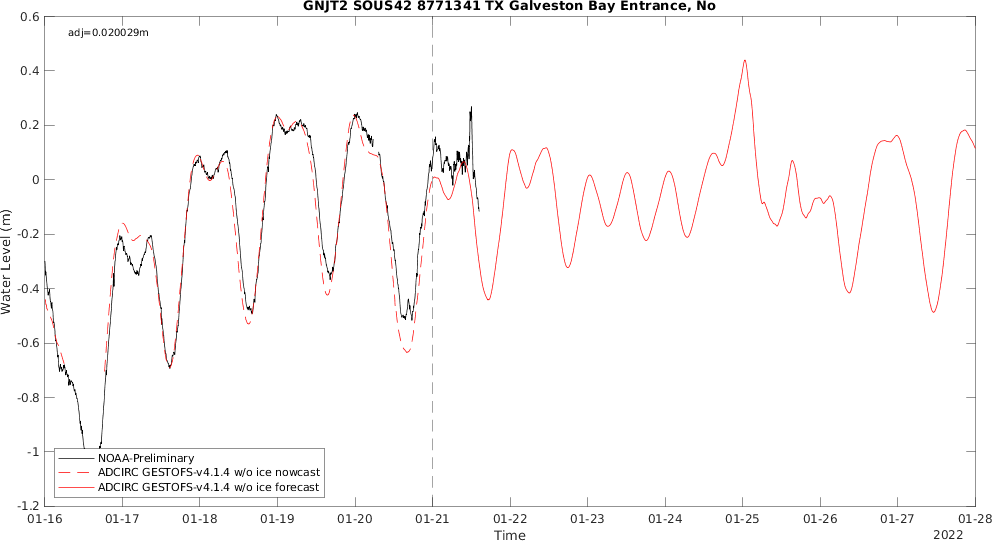 GNJT2 SOUS42 8771341 TX Galveston Bay Entrance, No
adj=0.020029m
0.6
0.4
0.2
0
-0.2
-0.4
-0.6
-0.8
-1
-1.2
Water Level (m)
NOAA-Preliminary
ADCIRC GESTOFS-v4.1.4 w/o ice nowcast
ADCIRC GESTOFS-v4.1.4 w/o ice forecast
01-16 01-17 01-18 01-19 01-20 01-21 01-22 01-23 01-24 01-25 01-26 01-27 01-28
Time
2022